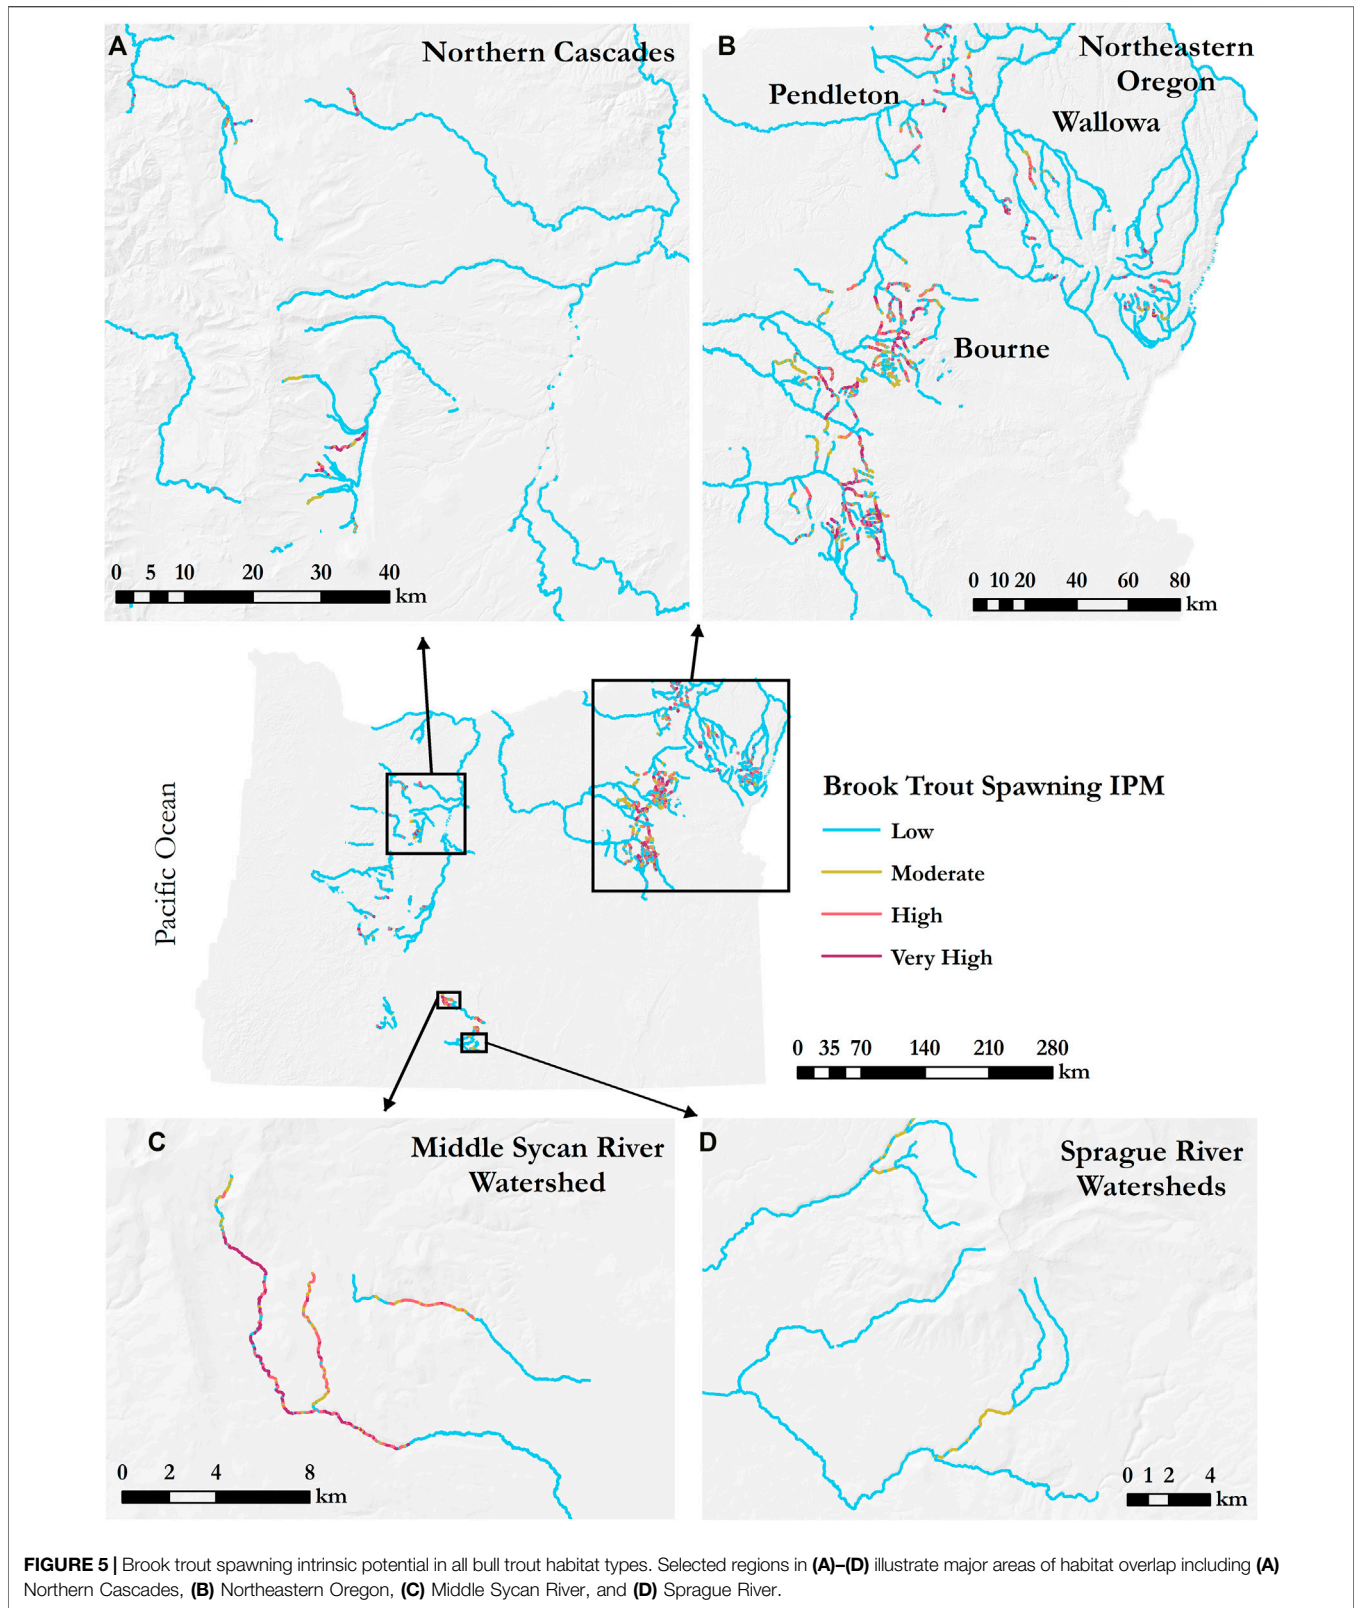 A
Northern Cascades
0 5 10 20 30 40
km
B
Northeastern
Oregon
Pendleton
Wallowa
Bourne
0 10 20 40 60 80
km
Pacific Ocean
Brook Trout Spawning IPM
Low
Moderate
High
Very High
0 35 70 140 210 280
km
C
Middle Sycan River
Watershed
0 2 4 8
km
D
Sprague River
Watersheds
0 1 2 4
km
FIGURE 5 | Brook trout spawning intrinsic potential in all bull trout habitat types. Selected regions in (A)–(D) illustrate major areas of habitat overlap including (A)
Northern Cascades, (B) Northeastern Oregon, (C) Middle Sycan River, and (D) Sprague River.